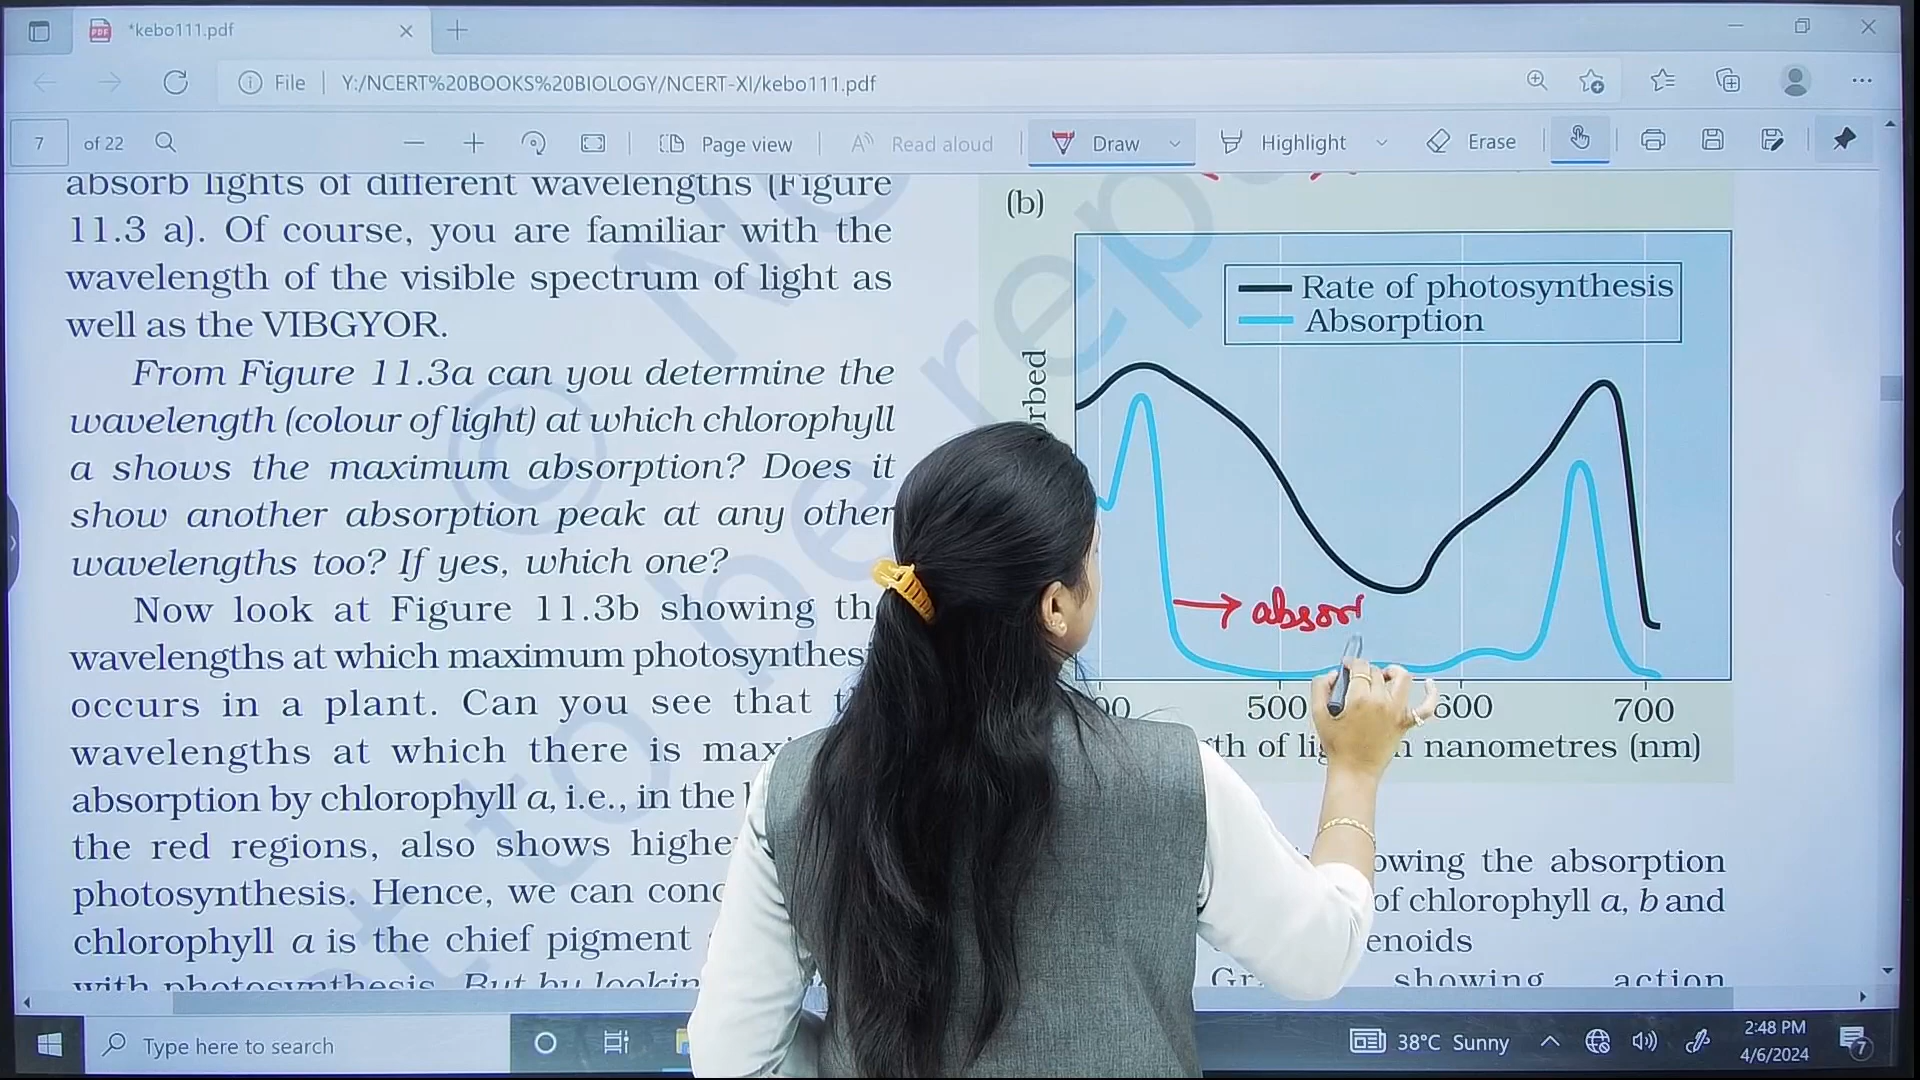 *kebo111.pdf
File | Y:/NCERT%20BOOKS%20BIOLOGY/NCERT-XI/kebo111.pdf
7 of 22
Page view
Read aloud
Draw
Highlight
Erase
absorb lights of different wavelengths (Figure
11.3 a). Of course, you are familiar with the
wavelength of the visible spectrum of light as
well as the VIBGYOR.
From Figure 11.3a can you determine the
wavelength (colour of light) at which chlorophyll
a shows the maximum absorption? Does it
show another absorption peak at any other
wavelengths too? If yes, which one?
Now look at Figure 11.3b showing
wavelengths at which maximum
occurs in a plant. Can you see that
wavelengths at which there is
absorption by chlorophyll a, i.e., in the
the red regions, also shows
photosynthesis. Hence, we can
chlorophyll a is the chief pigment
with photosynthesis. But by
(b)
Rate of photosynthesis
Absorption
absor
500 600 700
of nanometres (nm)
the absorption
of chlorophyll a, b and
showing action
© to be
Type here to search
38°C Sunny
2:48 PM
4/6/2024
7